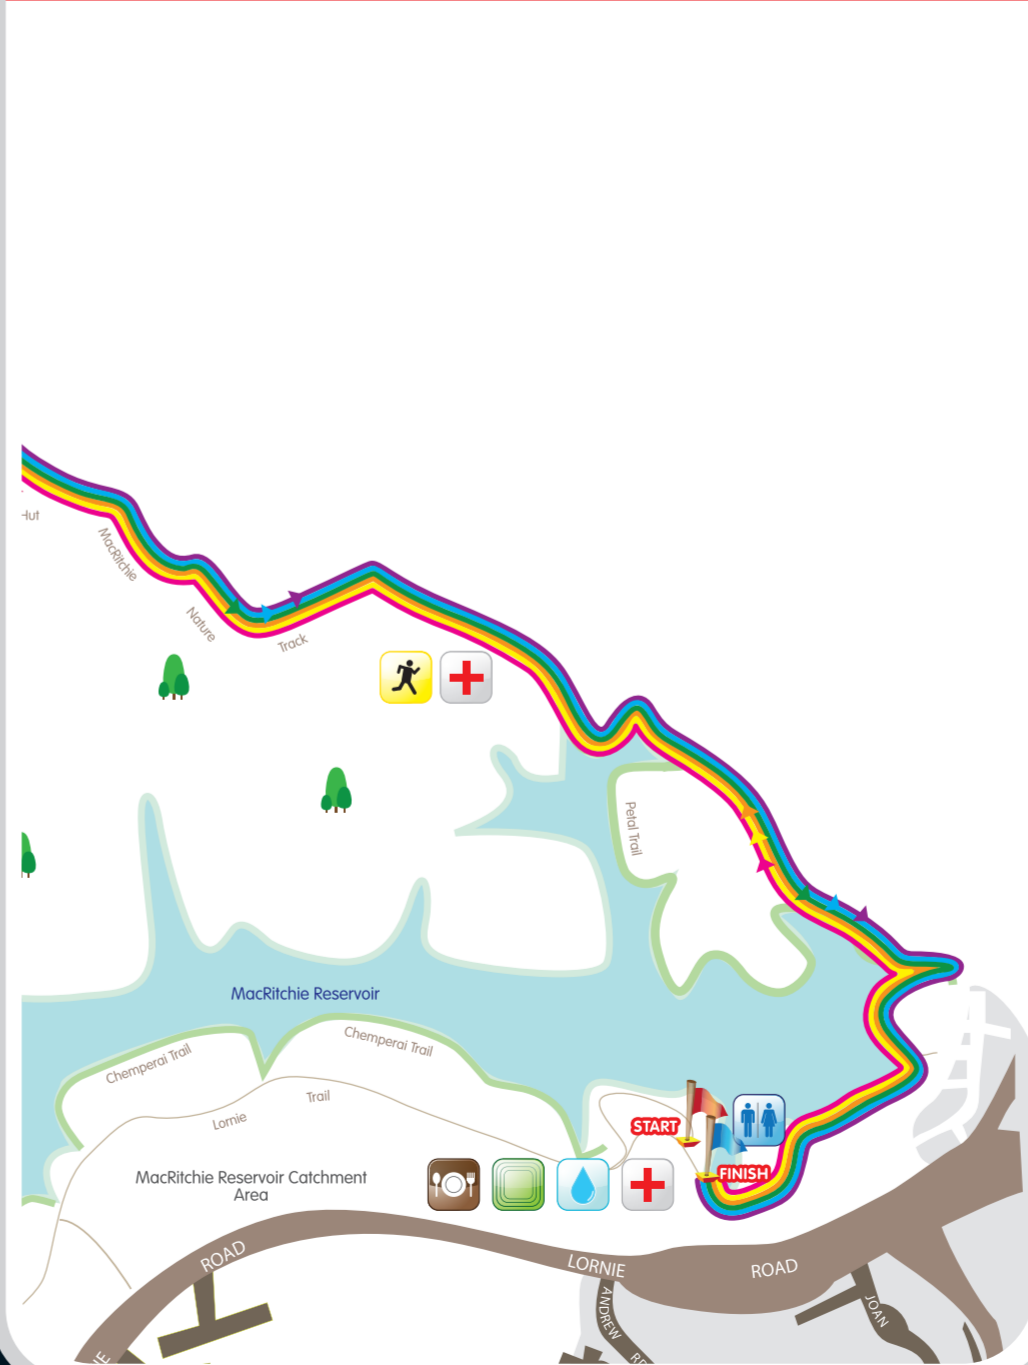 Hut
MacRitchie
Nature
Track
Petal Trail
MacRitchie Reservoir
Chemperai Trail
Chemperai Trail
Trail
Lornie
START
FINISH
MacRitchie Reservoir Catchment
Area
ROAD
LORNIE
ROAD
ANDREW
JOAN